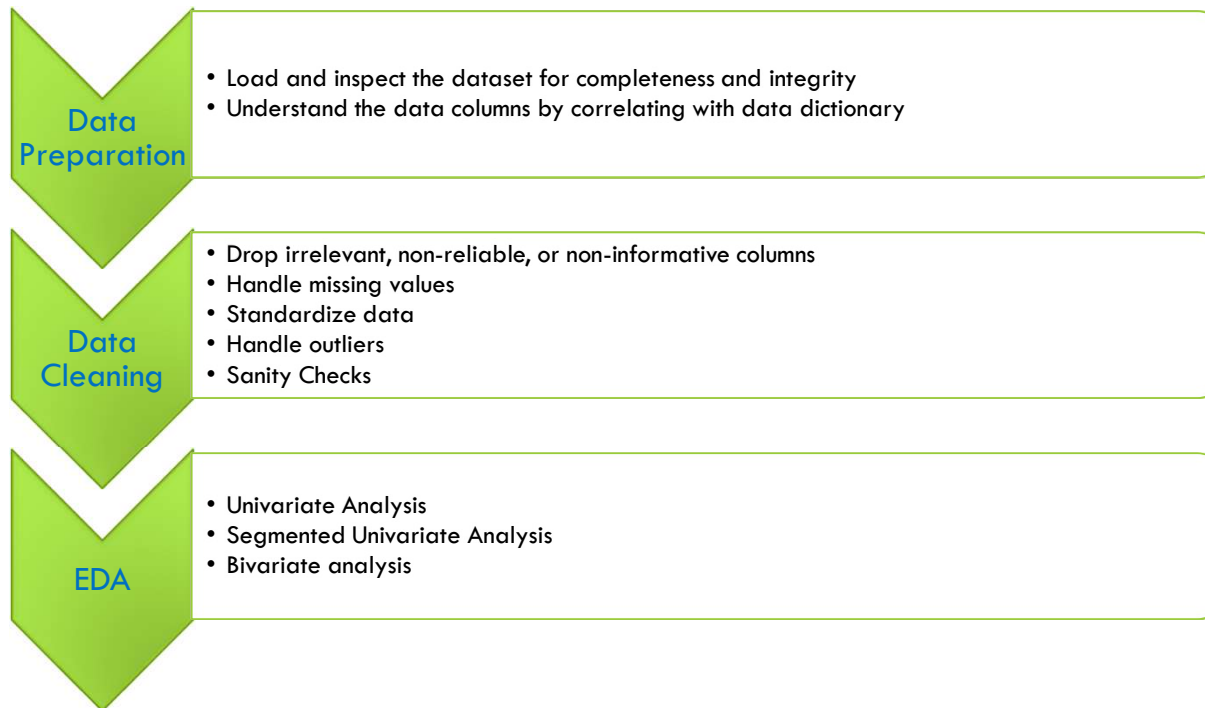 Data
Preparation
• Load and inspect the dataset for completeness and integrity
• Understand the data columns by correlating with data dictionary
Data
Cleaning
• Drop irrelevant, non-reliable, or non-informative columns
• Handle missing values
• Standardize data
• Handle outliers
• Sanity Checks
EDA
• Univariate Analysis
• Segmented Univariate Analysis
• Bivariate analysis